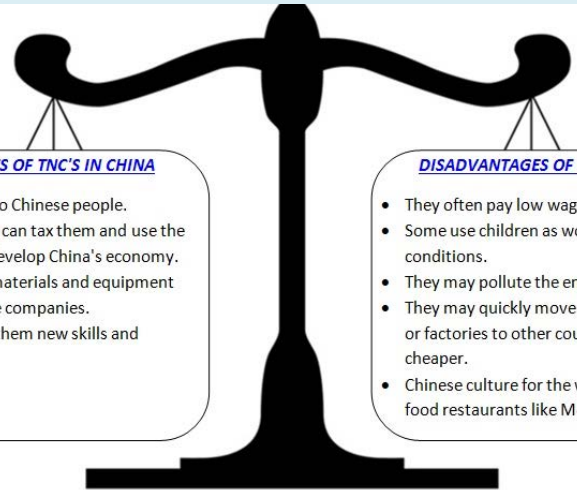 OF TNC'S IN CHINA
o Chinese people.
can tax them and use the
evelop China's economy.
aterials and equipment
companies.
hem new skills and
DISADVANTAGES OF
• They often pay low wag
• Some use children as wo
conditions.
• They may pollute the en
• They may quickly move
or factories to other cou
cheaper.
• Chinese culture for the w
food restaurants like M